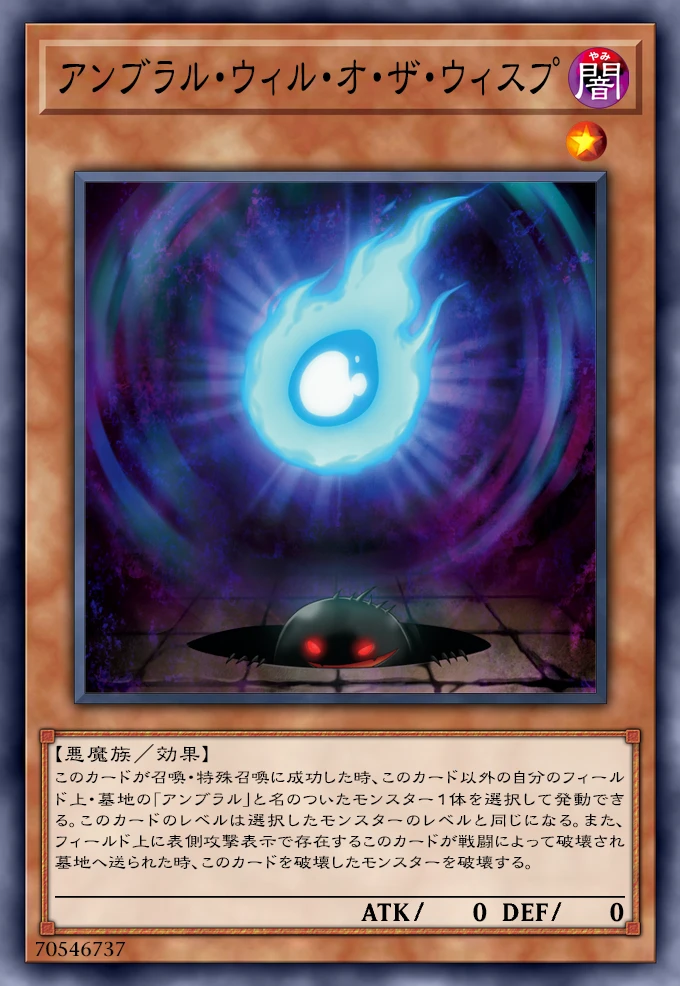 アンブラル・ウィル・オ・ザ・ウィスプ
やみ
闇
【悪魔族／効果】
このカードが召喚・特殊召喚に成功した時、このカード以外の自分のフィール
ド上・墓地の「アンブラル」と名のついたモンスター1体を選択して発動でき
る。このカードのレベルは選択したモンスターのレベルと同じになる。また、
フィールド上に表側攻撃表示で存在するこのカードが戦闘によって破壊され
墓地へ送られた時、このカードを破壊したモンスターを破壊する。
ATK/ 0 DEF/ 0
70546737